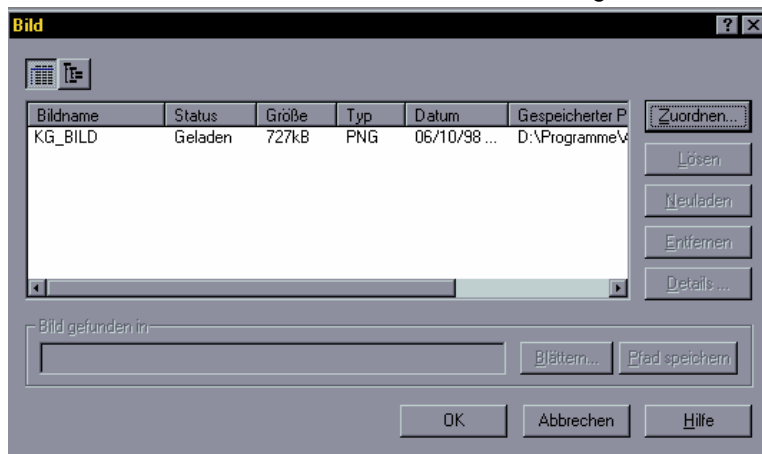 Bild
Bildname Status Größe Typ Datum Gespeicherter P
KG_BILD Geladen 727kB PNG 06/10/98 ... D:\Programme\
Zuordnen...
Lösen
Neuladen
Entfernen
Details ...
Bild gefunden in
Blättern... Pfad speichern
OK Abbrechen Hilfe